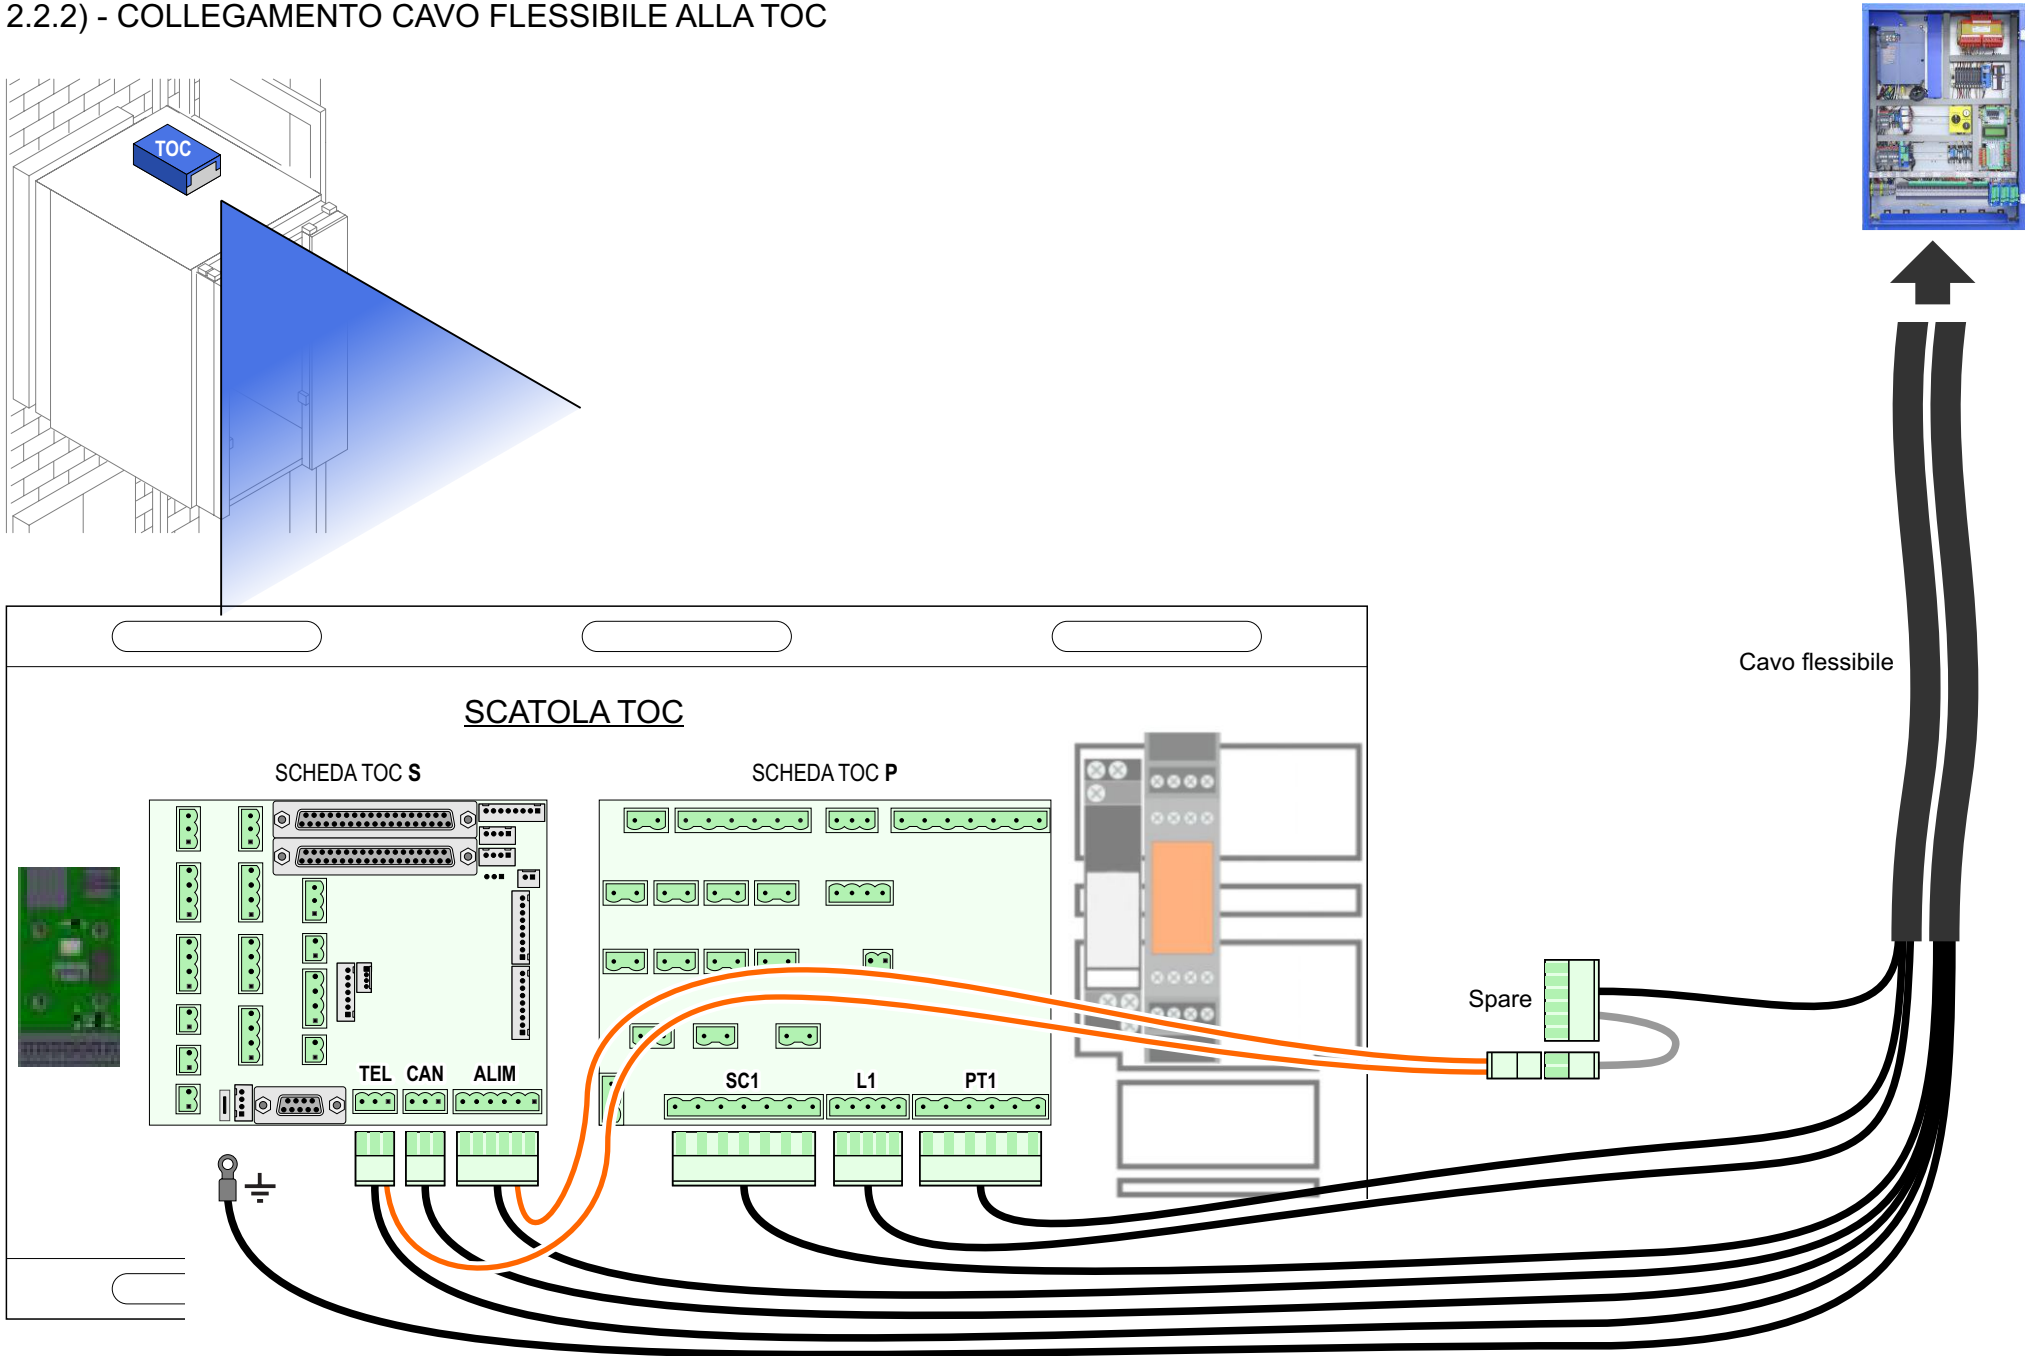 2.2.2) - COLLEGAMENTO CAVO FLESSIBILE ALLA TOC
TOC
Cavo flessibile
SCATOLA TOC
SCHEDA TOC S
SCHEDA TOC P
Spare
TEL
CAN
ALIM
SC1
L1
PT1